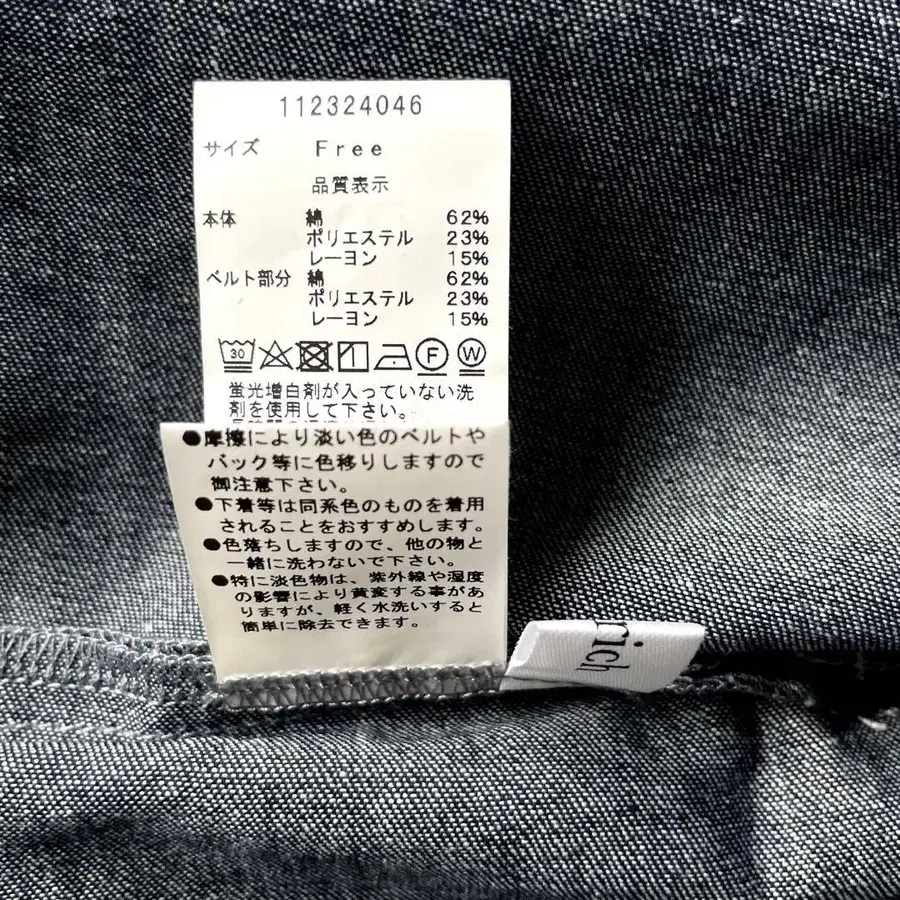 112324046
サイズ Free
品質表示
本体 綿 62%
ポリエステル 23%
レーヨン 15%
ベルト部分 綿 62%
ポリエステル 23%
レーヨン 15%
30 F W
蛍光増白剤が入っていない洗
剤を使用して下さい。
●摩擦により淡い色のベルトや
バック等に色移りしますので
御注意下さい。
●下着等は同系色のものを着用
されることをおすすめします。
●色落ちしますので、他の物と
一緒に洗わないで下さい。
●特に淡色物は、紫外線や湿度
の影響により黄変する事があ
りますが、軽く水洗いすると
簡単に除去できます。
rich